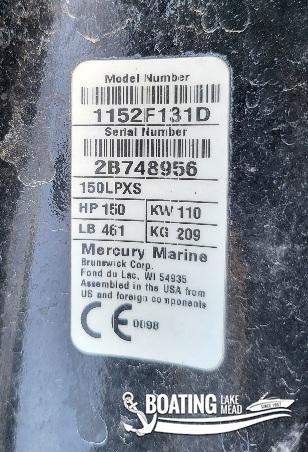 Model Number
1152F131D
Serial Number
2B748956
150LPXS
HP 150 KW 110
LB 461 KG 209
Mercury Marine
Brunswick Corp.
Fond du Lac, WI 54935
Assembled in the USA from
US and foreign components
CE 0098
BOATING LAKE MEAD
SINCE 1957